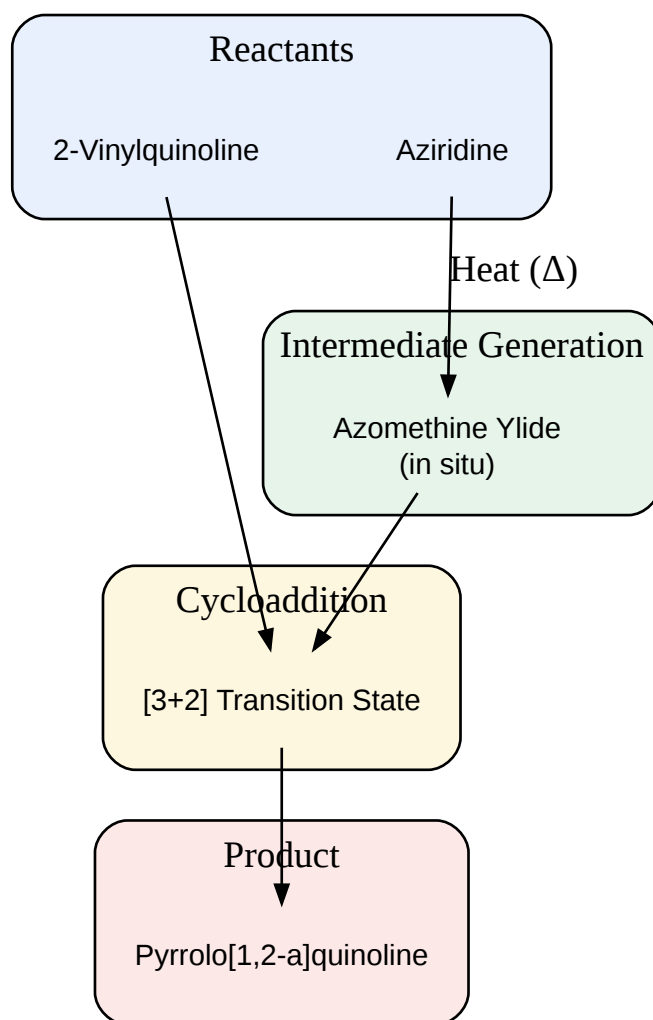 Reactants
2-Vinylquinoline
Aziridine
Heat (Δ)
Intermediate Generation
Azomethine Ylide
(in situ)
Cycloaddition
[3+2] Transition State
Product
Pyrrolo[1,2-a]quinoline